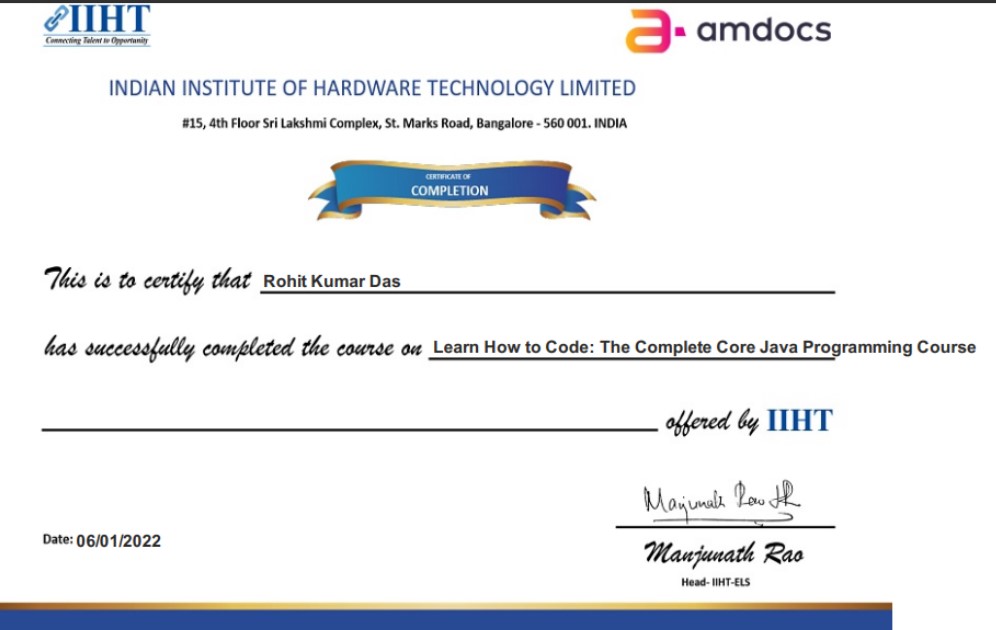 IIHT
Connecting Talent to Opportunity
amdocs
INDIAN INSTITUTE OF HARDWARE TECHNOLOGY LIMITED
#15, 4th Floor Sri Lakshmi Complex, St. Marks Road, Bangalore - 560 001. INDIA
CERTIFICATE OF
COMPLETION
This is to certify that Rohit Kumar Das
has successfully completed the course on Learn How to Code: The Complete Core Java Programming Course
offered by IIHT
Manjunath Rao
Date: 06/01/2022
Manjunath Rao
Head- IIHT-ELS